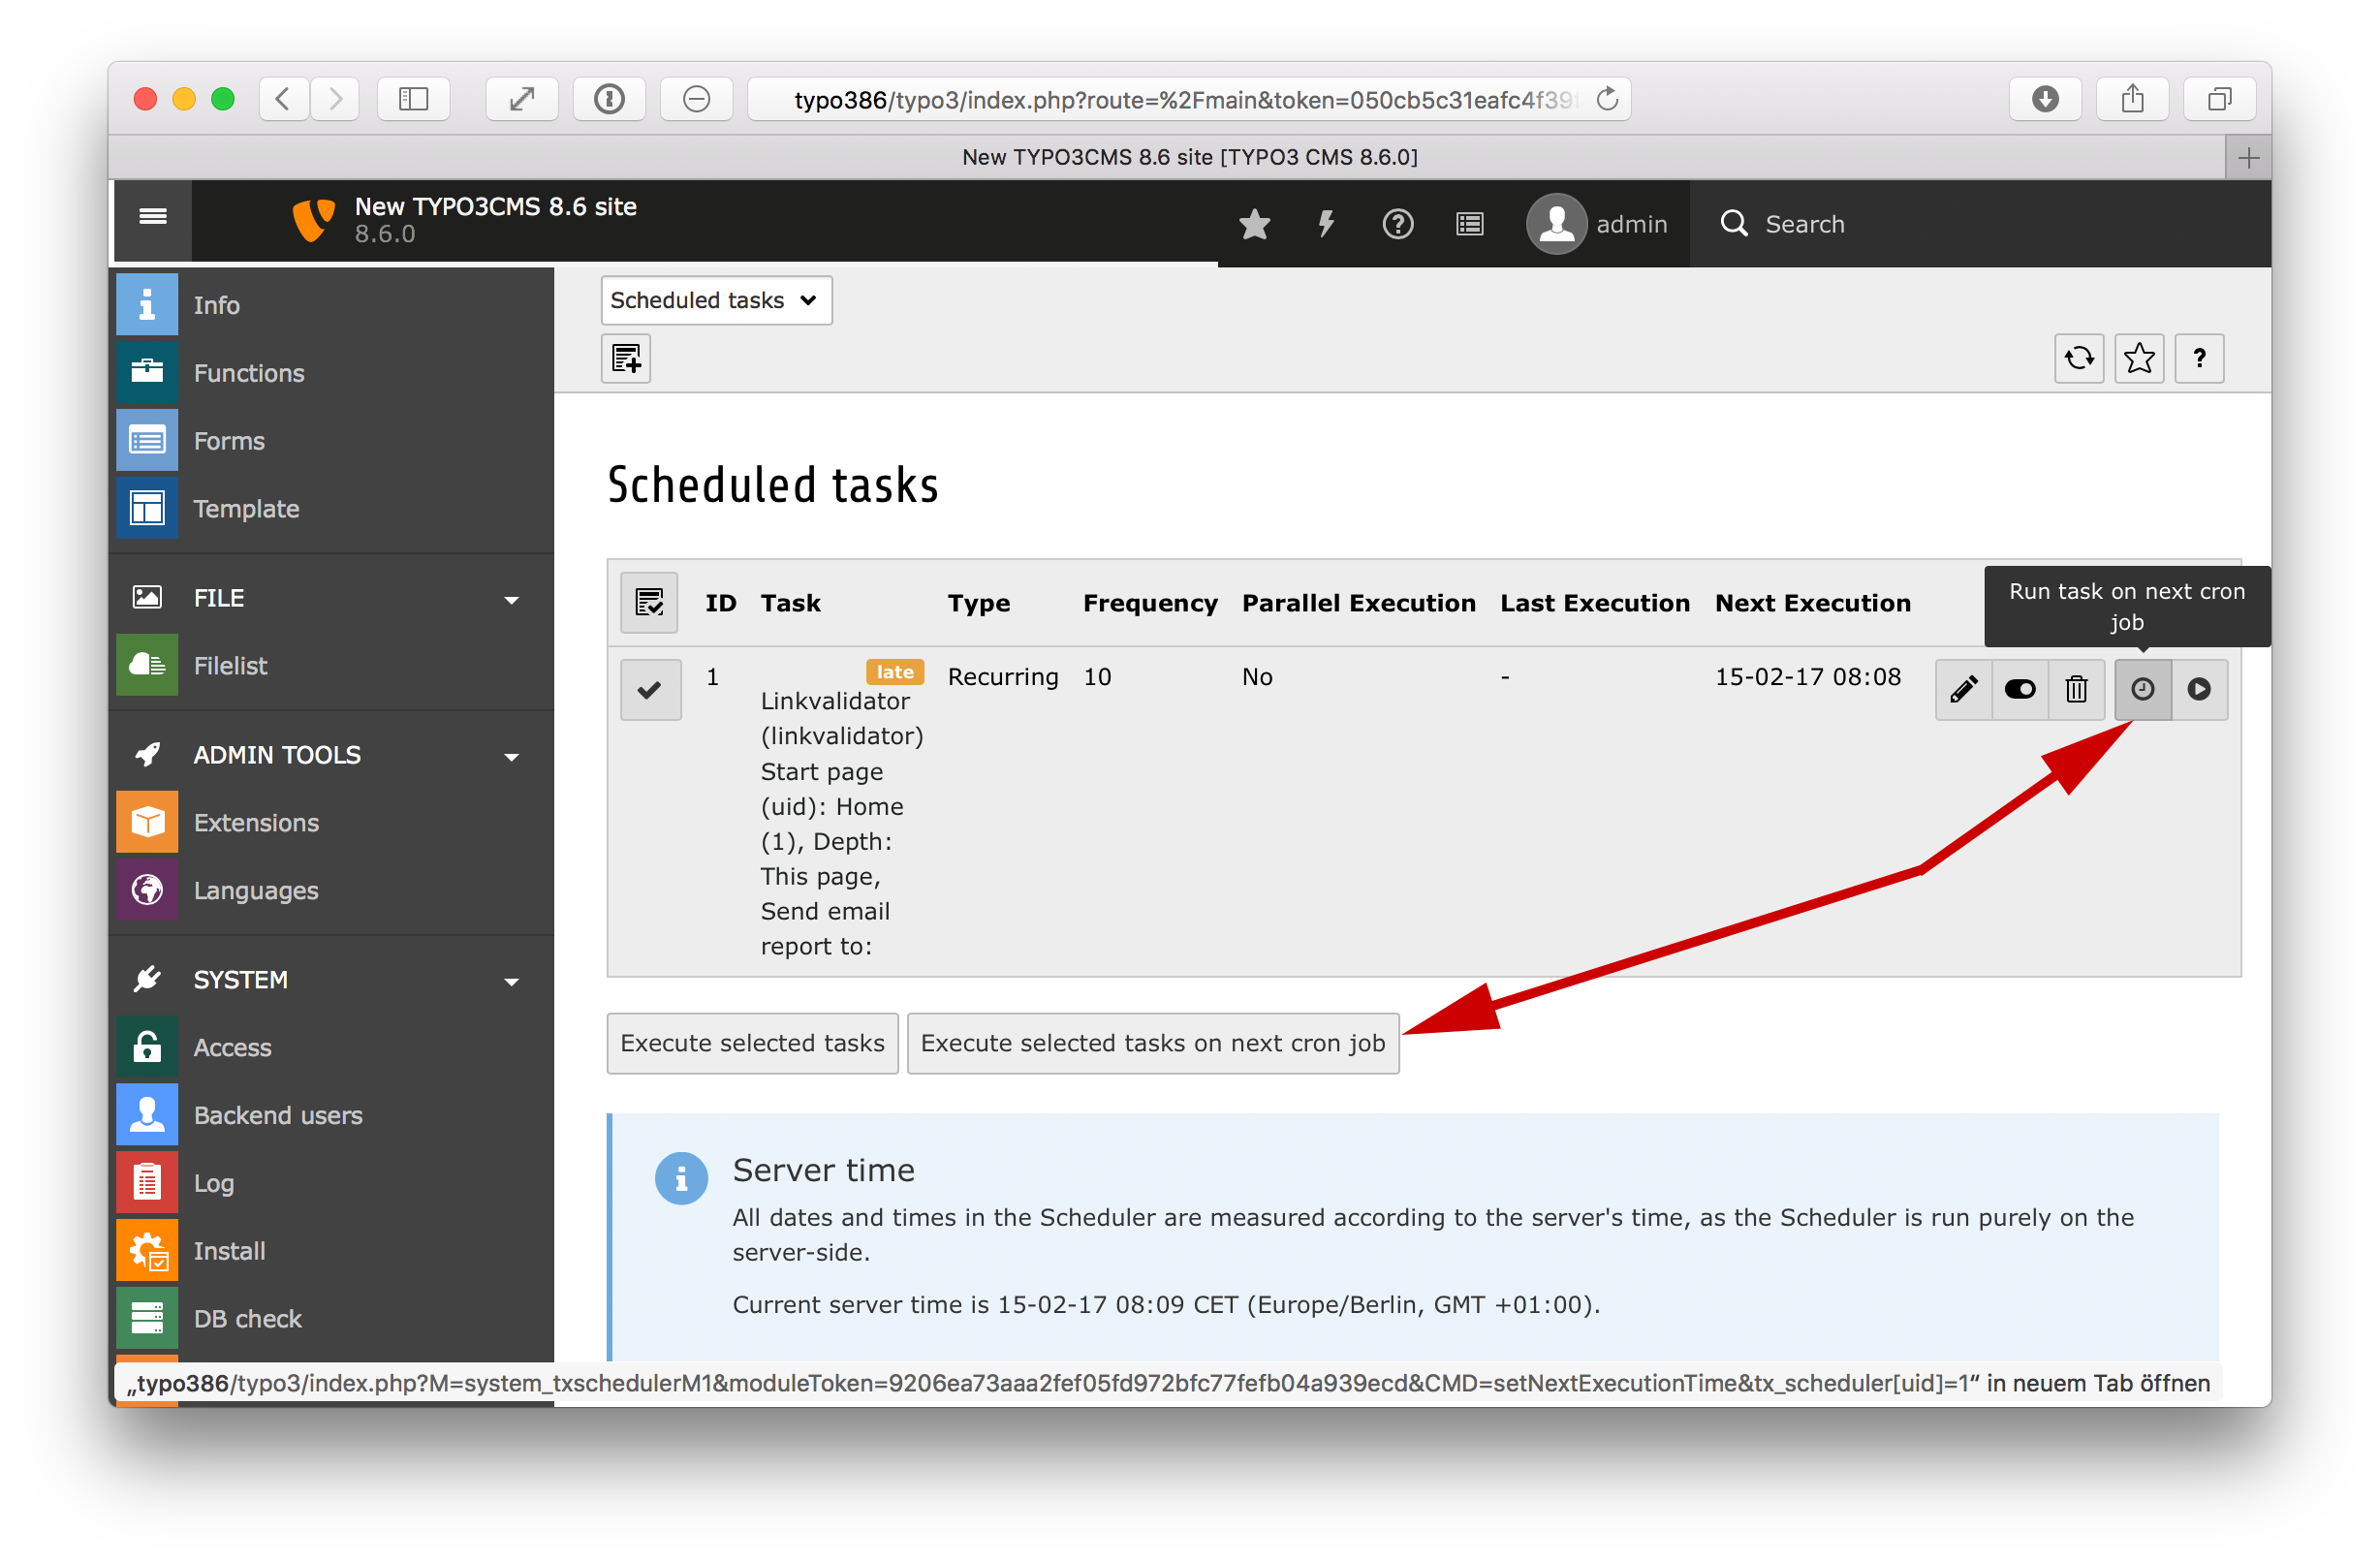 typo386/typo3/index.php?route=%2Fmain&token=050cb5c31eafc4f39
New TYPO3CMS 8.6 site [TYPO3 CMS 8.6.0]
New TYPO3CMS 8.6 site
8.6.0
admin
Search
Info
Functions
Forms
Template
FILE
Filelist
ADMIN TOOLS
Extensions
Languages
SYSTEM
Access
Backend users
Log
Install
DB check
Scheduled tasks
?
Scheduled tasks
Run task on next cron
job
ID Task Type Frequency Parallel Execution Last Execution Next Execution
1 late Recurring 10 No - 15-02-17 08:08
Linkvalidator
(linkvalidator)
Start page
(uid): Home
(1), Depth:
This page,
Send email
report to:
Execute selected tasks Execute selected tasks on next cron job
Server time
All dates and times in the Scheduler are measured according to the server's time, as the Scheduler is run purely on the
server-side.
Current server time is 15-02-17 08:09 CET (Europe/Berlin, GMT +01:00).
„typo386/typo3/index.php?M=system_txschedulerM1&moduleToken=9206ea73aaa2fef05fd972bfc77fefb04a939ecd&CMD=setNextExecutionTime&tx_scheduler[uid]=1“ in neuem Tab öffnen